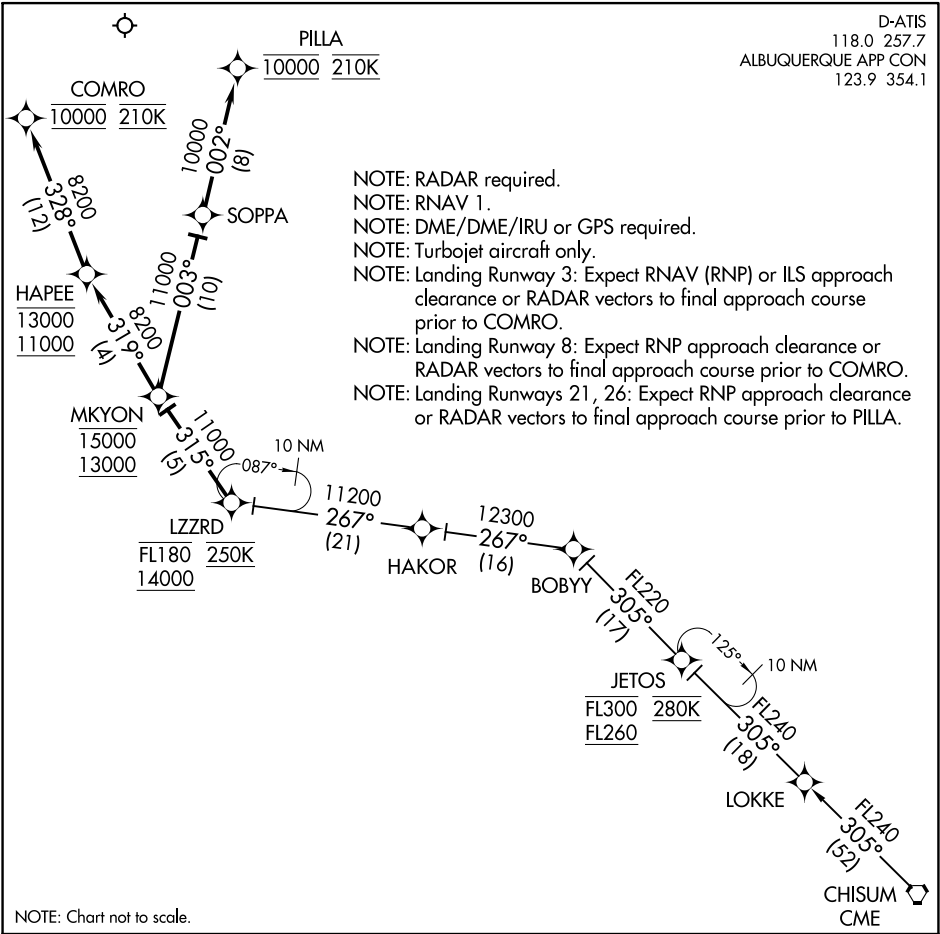 D-ATIS
118.0 257.7
ALBUQUERQUE APP CON
123.9 354.1
PILLA
10000 210K
COMRO
10000 210K
10000
002°
(8)
8200
328°
(12)
SOPPA
NOTE: RADAR required.
NOTE: RNAV 1.
NOTE: DME/DME/IRU or GPS required.
NOTE: Turbojet aircraft only.
NOTE: Landing Runway 3: Expect RNAV (RNP) or ILS approach
clearance or RADAR vectors to final approach course
prior to COMRO.
NOTE: Landing Runway 8: Expect RNP approach clearance or
RADAR vectors to final approach course prior to COMRO.
NOTE: Landing Runways 21, 26: Expect RNP approach clearance
or RADAR vectors to final approach course prior to PILLA.
HAPEE
13000
11000
11000
003°
(10)
8200
319°
(4)
MKYON
15000
13000
11000
315°
(5)
087°
10 NM
LZZRD
FL180 250K
14000
11200
267°
(21)
HAKOR
12300
267°
(16)
BOBYY
FL220
305°
(17)
125°
10 NM
JETOS
FL300 280K
FL260
FL240
305°
(18)
LOKKE
FL240
305°
(52)
CHISUM
CME
NOTE: Chart not to scale.